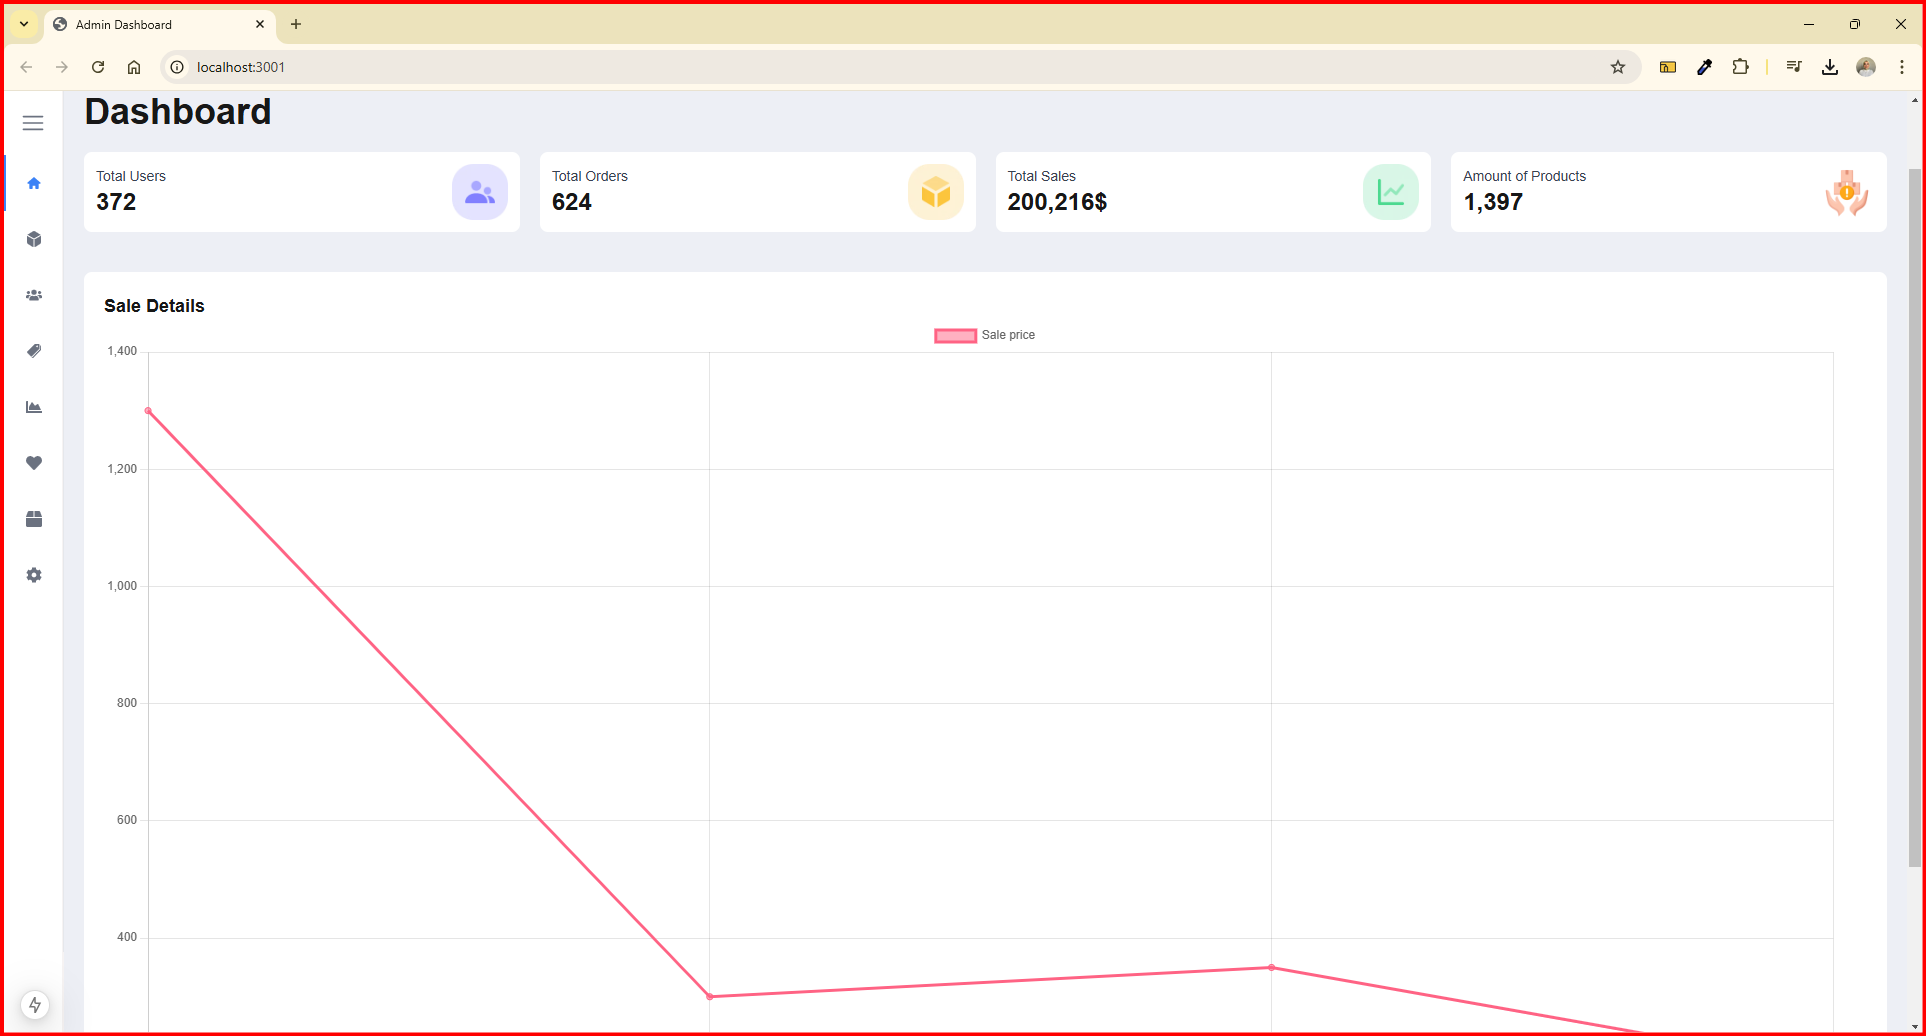 Admin Dashboard
localhost:3001
Dashboard
Total Users
372
Total Orders
624
Total Sales
200,216$
Amount of Products
1,397
Sale Details
Sale price
1,400
1,200
1,000
800
600
400